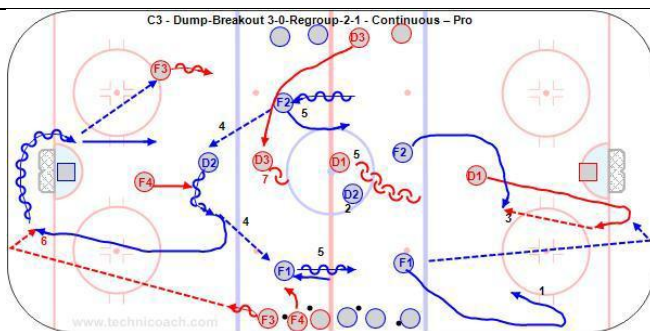 C3 - Dump-Breakout 3-0-Regroup-2-1 - Continuous – Pro
D3
F3
F2
4
5
F2
D2
D3
D1
5
7
F4
D1
D2
2
3
4
6
5
F1
F1
1
F3
F4
www.technicoach.com